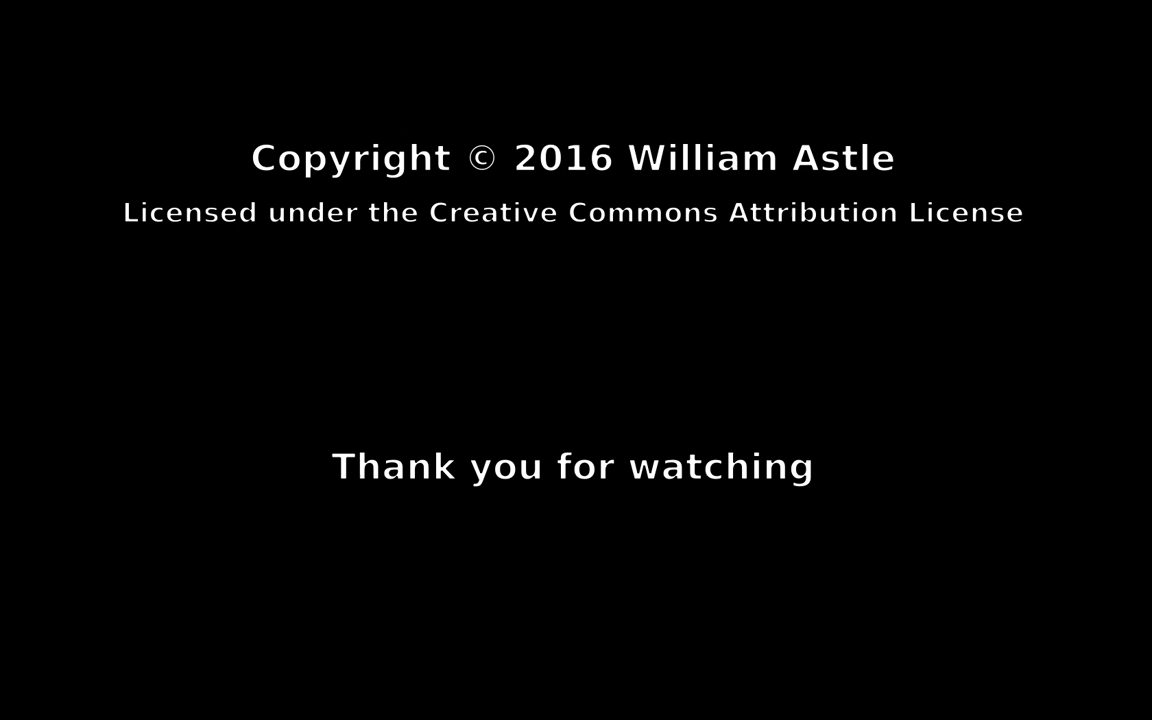 Copyright © 2016 William Astle
Licensed under the Creative Commons Attribution License
Thank you for watching